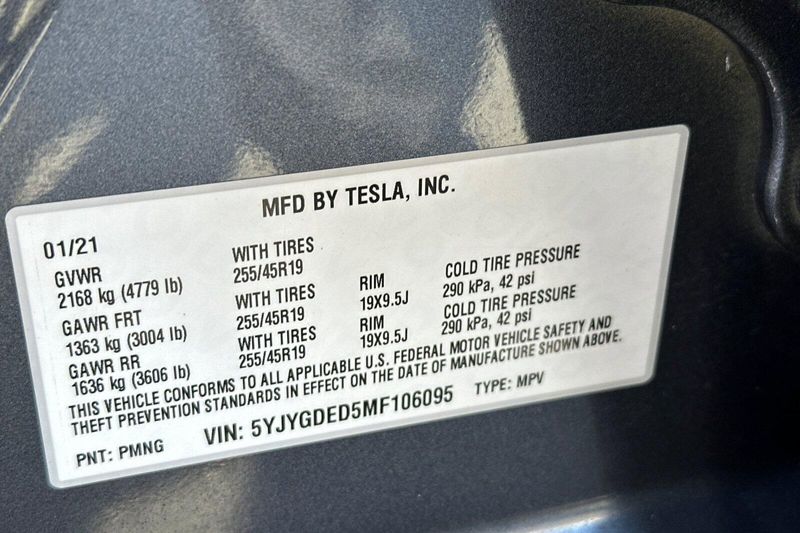 MFD BY TESLA, INC.
01/21
GVWR WITH TIRES
2168 kg (4779 lb) 255/45R19
GAWR FRT WITH TIRES RIM COLD TIRE PRESSURE
1363 kg (3004 lb) 255/45R19 19X9.5J 290 kPa, 42 psi
GAWR RR WITH TIRES RIM COLD TIRE PRESSURE
1636 kg (3606 lb) 255/45R19 19X9.5J 290 kPa, 42 psi
THIS VEHICLE CONFORMS TO ALL APPLICABLE U.S. FEDERAL MOTOR VEHICLE SAFETY AND
THEFT PREVENTION STANDARDS IN EFFECT ON THE DATE OF MANUFACTURE SHOWN ABOVE.
PNT: PMNG VIN: 5YJYGDED5MF106095 TYPE: MPV